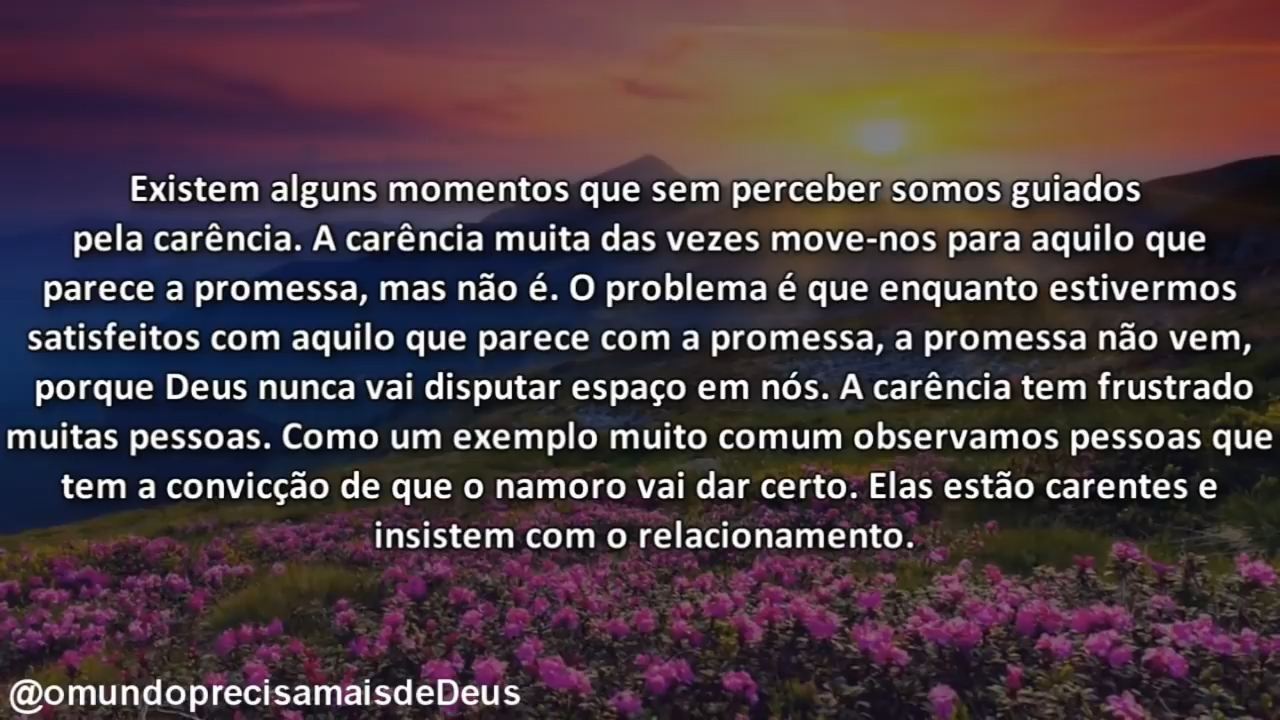 Existem alguns momentos que sem perceber somos guiados
pela carência. A carência muita das vezes move-nos para aquilo que
parece a promessa, mas não é. O problema é que enquanto estivermos
satisfeitos com aquilo que parece com a promessa, a promessa não vem,
porque Deus nunca vai disputar espaço em nós. A carência tem frustrado
muitas pessoas. Como um exemplo muito comum observamos pessoas que
tem a convicção de que o namoro vai dar certo. Elas estão carentes e
insistem com o relacionamento.
@omundoprecisamaisdeDeus